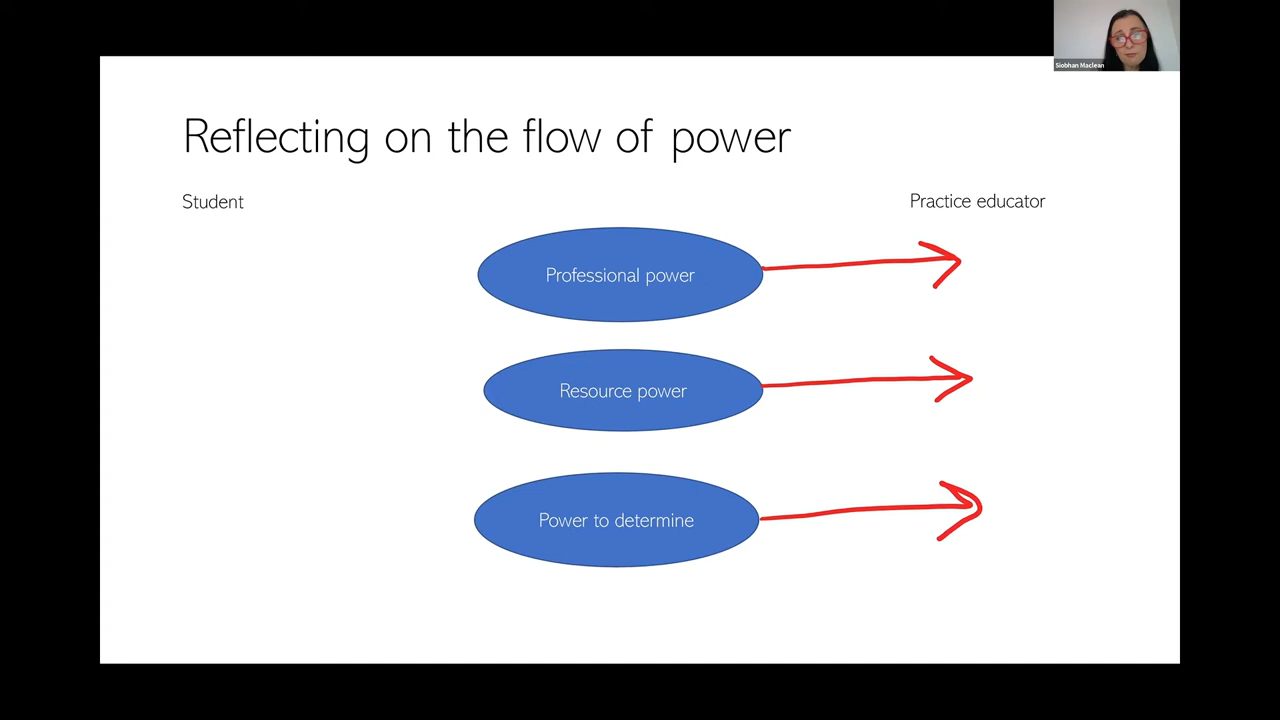 Siobhan Maclean
Reflecting on the flow of power
Student
Practice educator
Professional power
Resource power
Power to determine